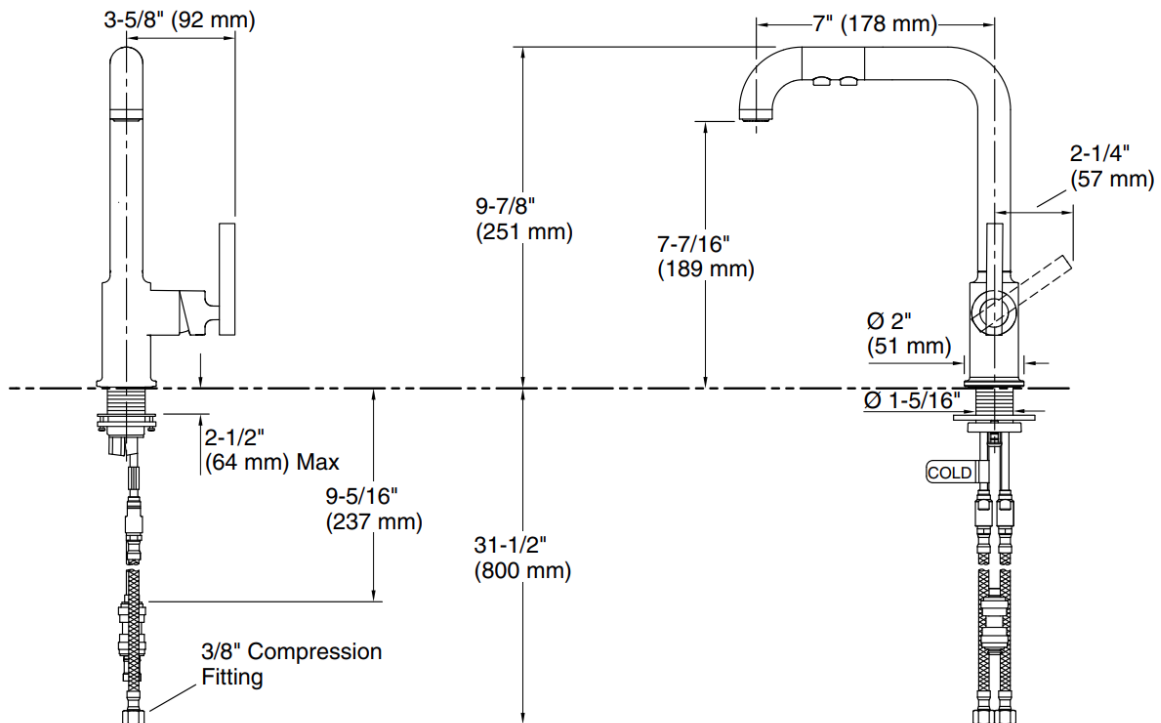 3-5/8" (92 mm)
7" (178 mm)
2-1/4"
(57 mm)
9-7/8"
(251 mm)
7-7/16"
(189 mm)
Ø 2"
(51 mm)
Ø 1-5/16"
2-1/2"
(64 mm) Max
COLD
9-5/16"
(237 mm)
31-1/2"
(800 mm)
3/8" Compression
Fitting